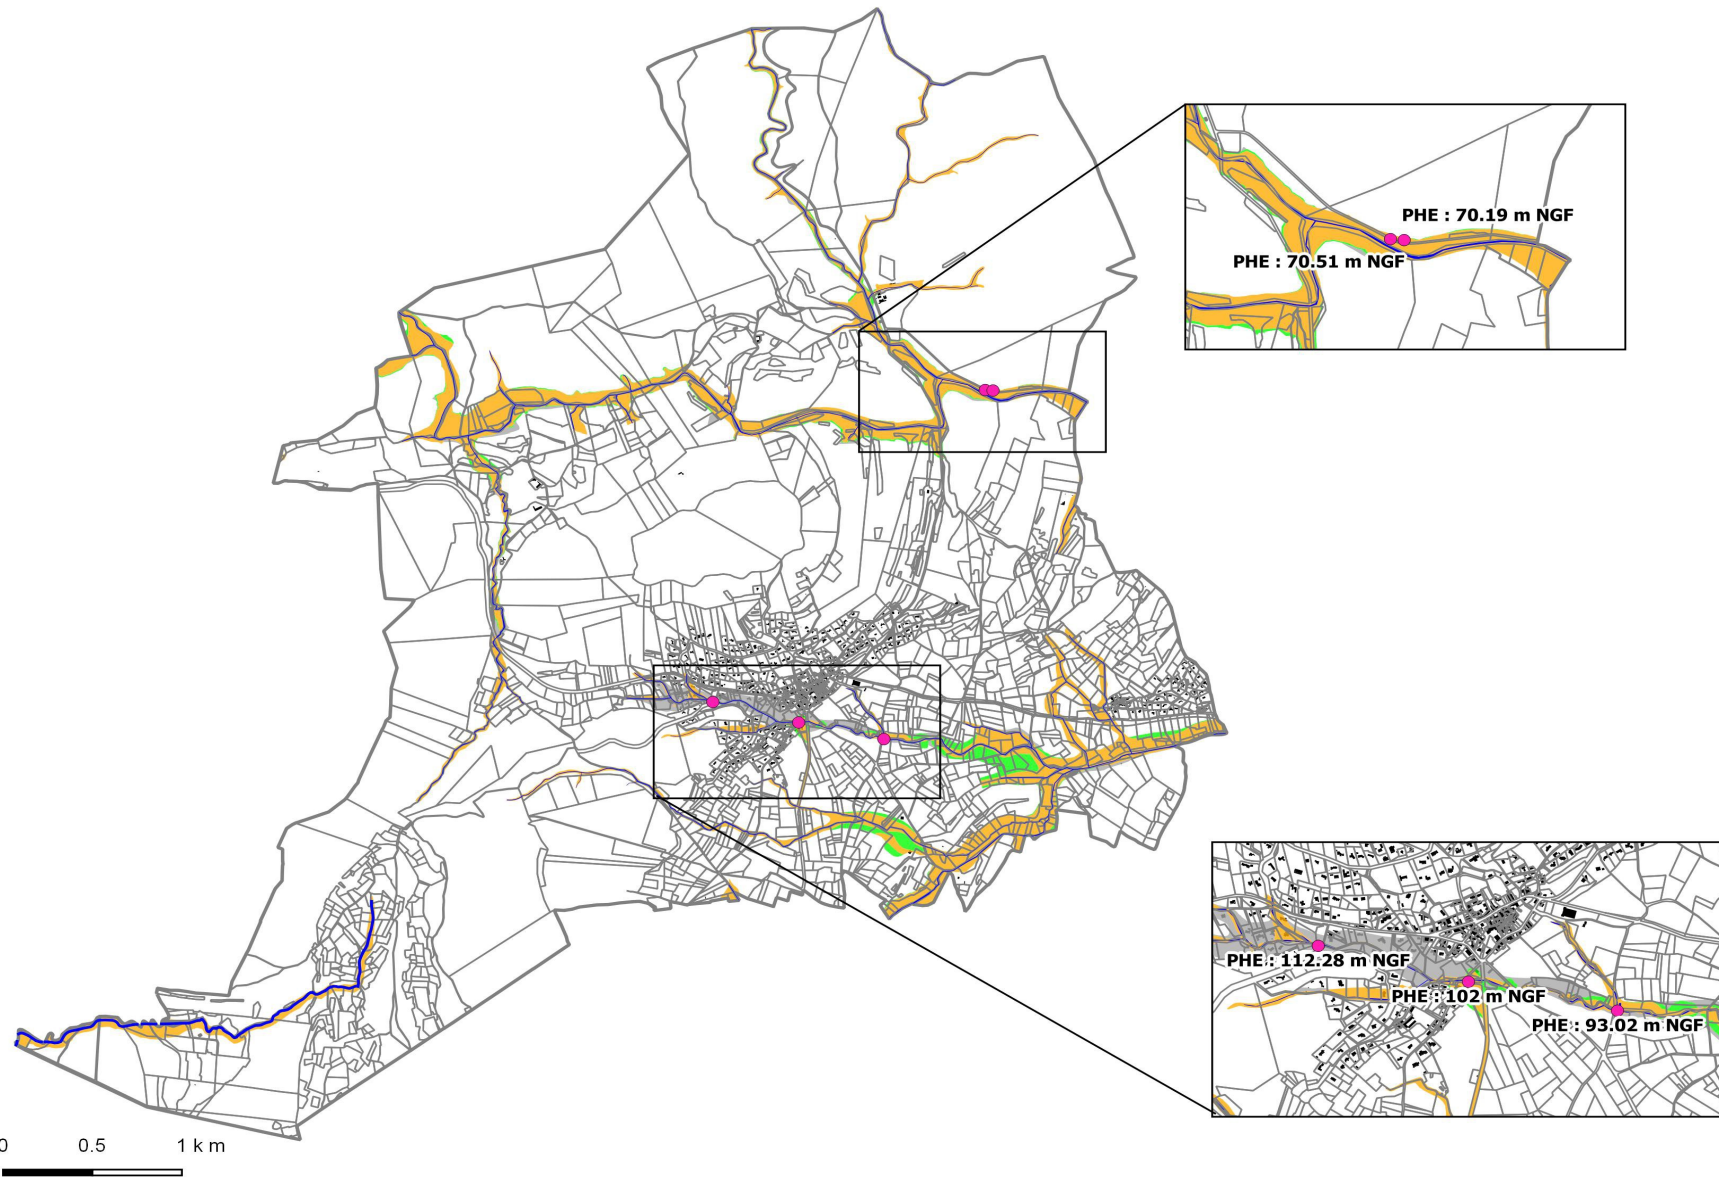 PHE : 70.19 m NGF
PHE : 70.51 m NGF
PHE : 112.28 m NGF
PHE : 102 m NGF
PHE : 93.02 m NGF
0 0.5 1 k m